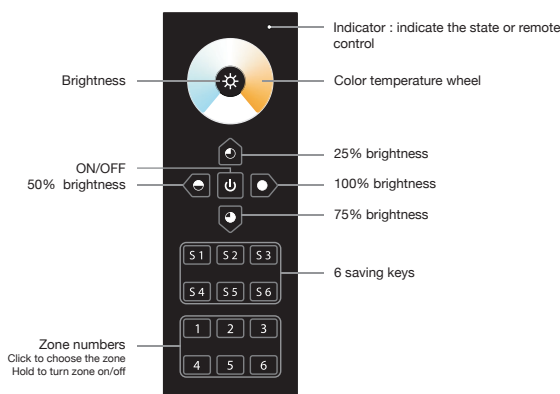 Indicator : indicate the state or remote
control
Brightness
Color temperature wheel
25% brightness
ON/OFF
50% brightness
100% brightness
75% brightness
S 1 S 2 S 3
6 saving keys
S 4 S 5 S 6
1 2 3
Zone numbers
Click to choose the zone
Hold to turn zone on/off
4 5 6